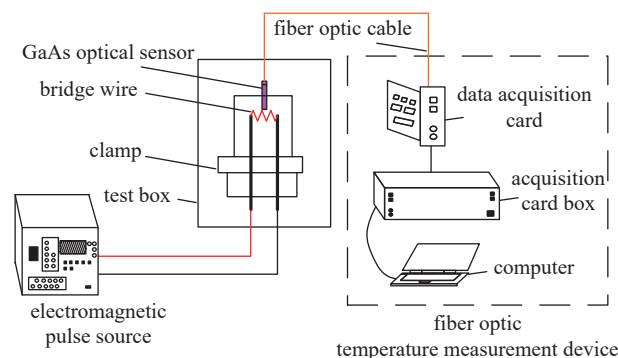 fiber optic cable
GaAs optical sensor
bridge wire
data acquisition
card
clamp
acquisition
card box
test box
computer
electromagnetic
pulse source
fiber optic
temperature measurement device